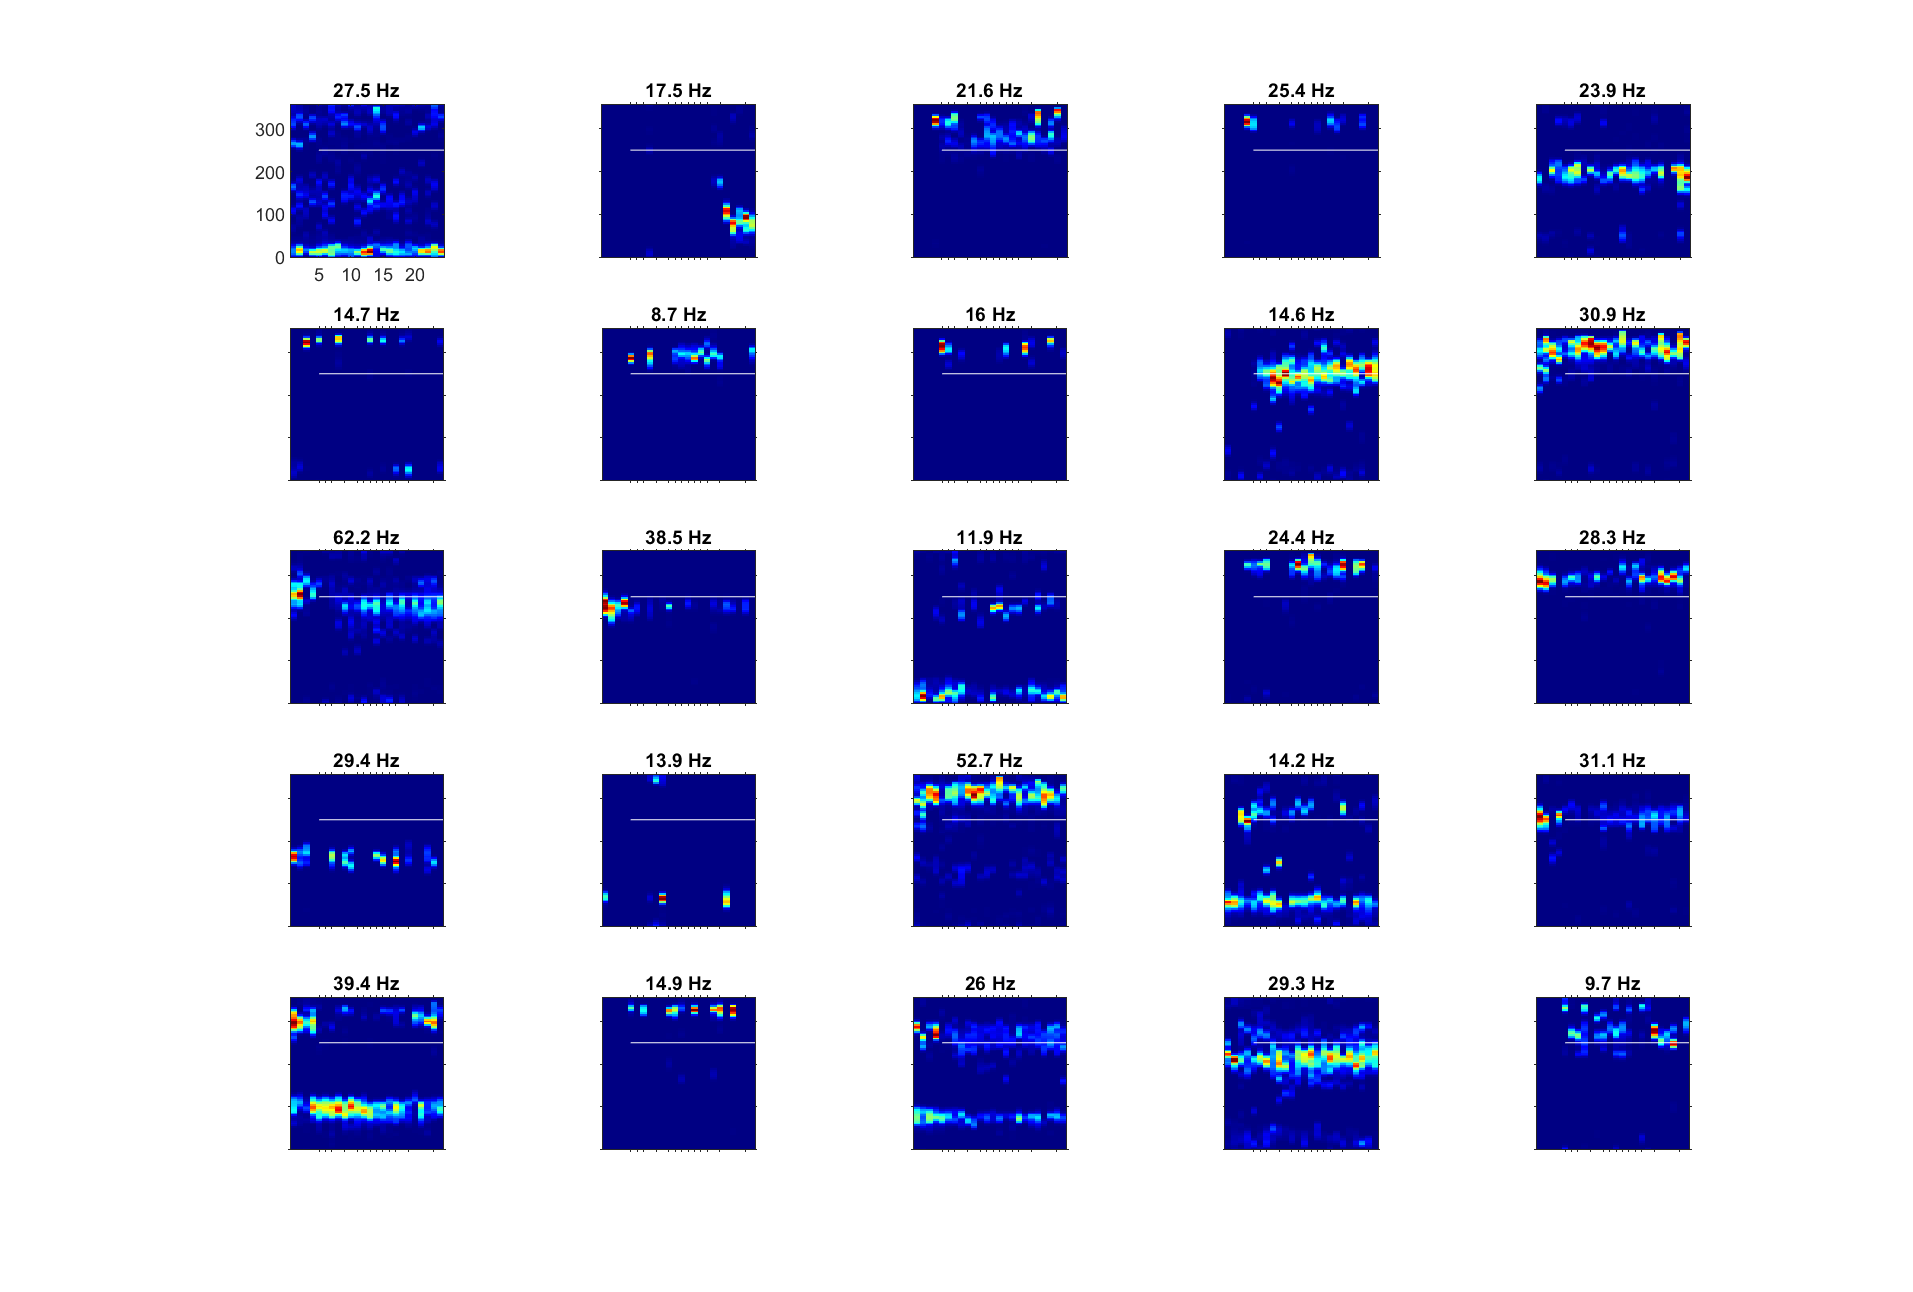 27.5 Hz 17.5 Hz 21.6 Hz 25.4 Hz 23.9 Hz
300
200
100
0
5 10 15 20
14.7 Hz 8.7 Hz 16 Hz 14.6 Hz 30.9 Hz
62.2 Hz 38.5 Hz 11.9 Hz 24.4 Hz 28.3 Hz
29.4 Hz 13.9 Hz 52.7 Hz 14.2 Hz 31.1 Hz
39.4 Hz 14.9 Hz 26 Hz 29.3 Hz 9.7 Hz